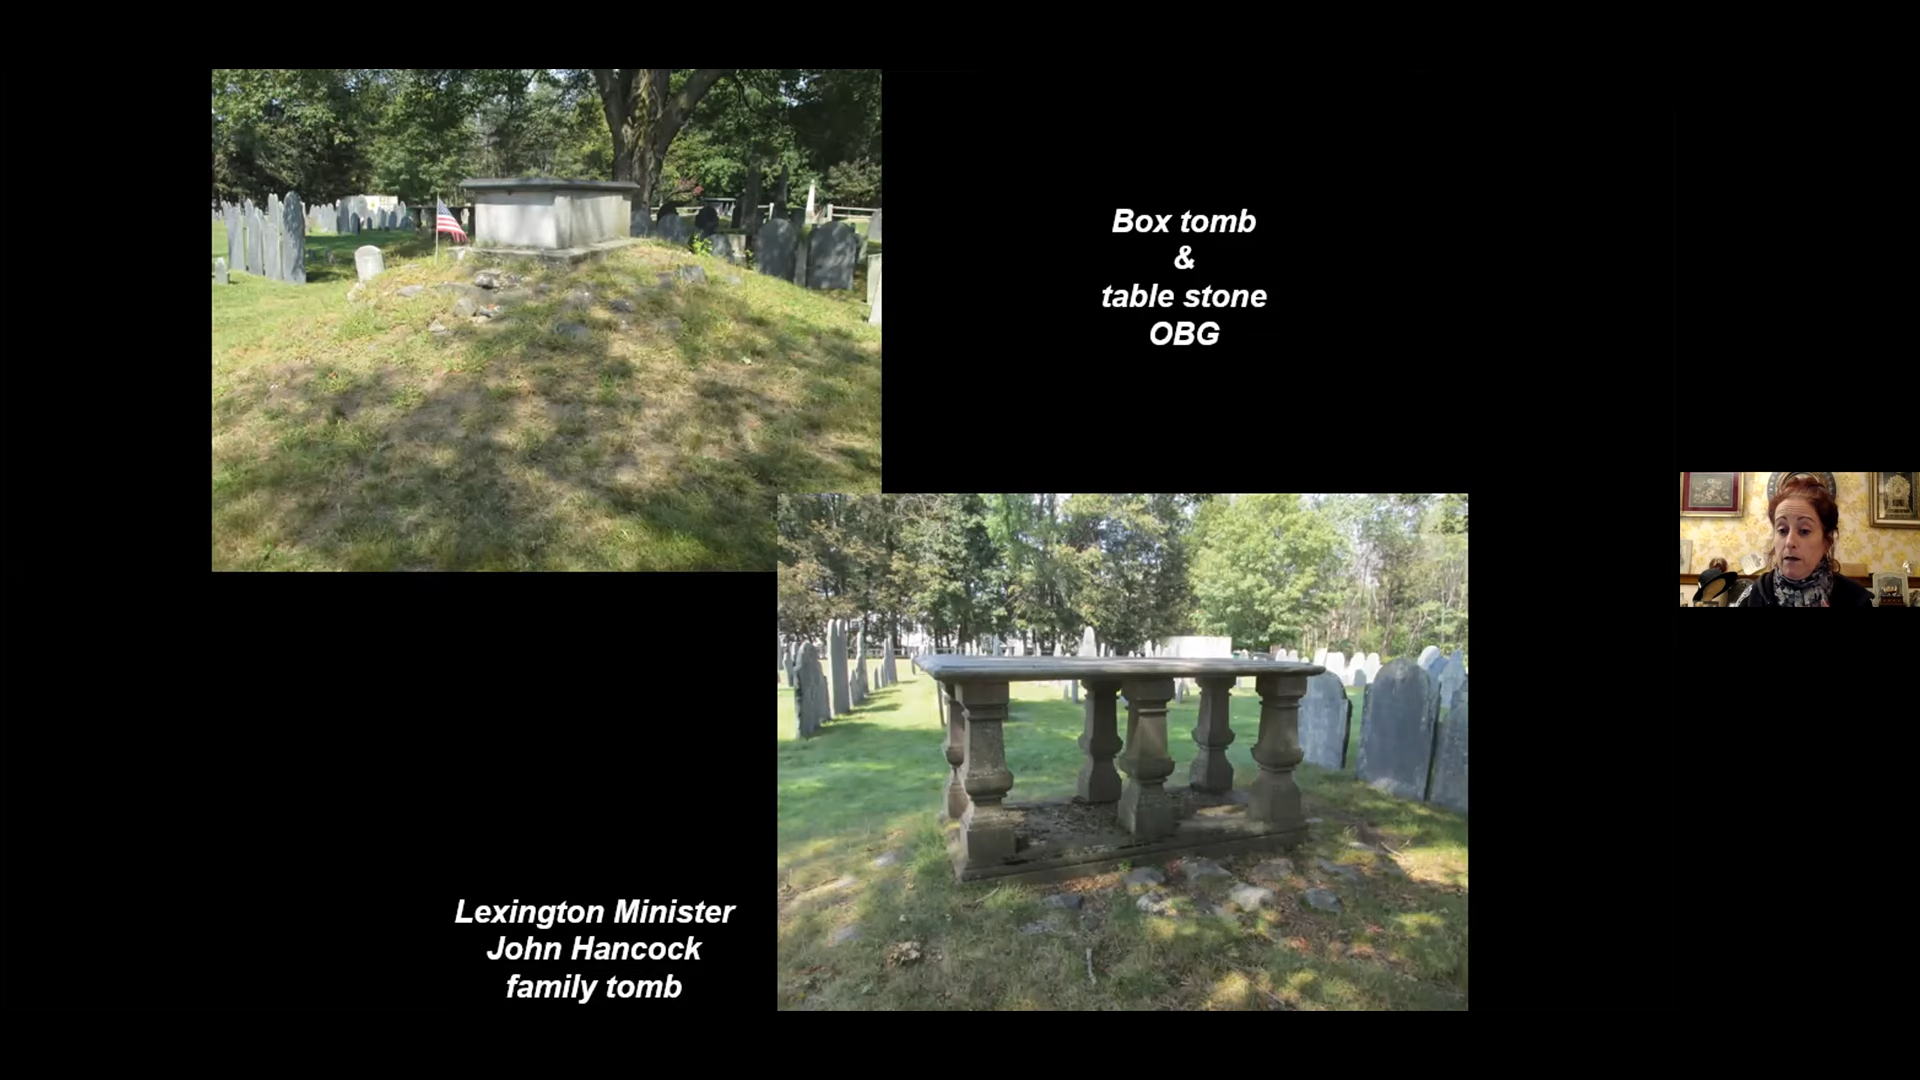 Box tomb
&
table stone
OBG
Lexington Minister
John Hancock
family tomb